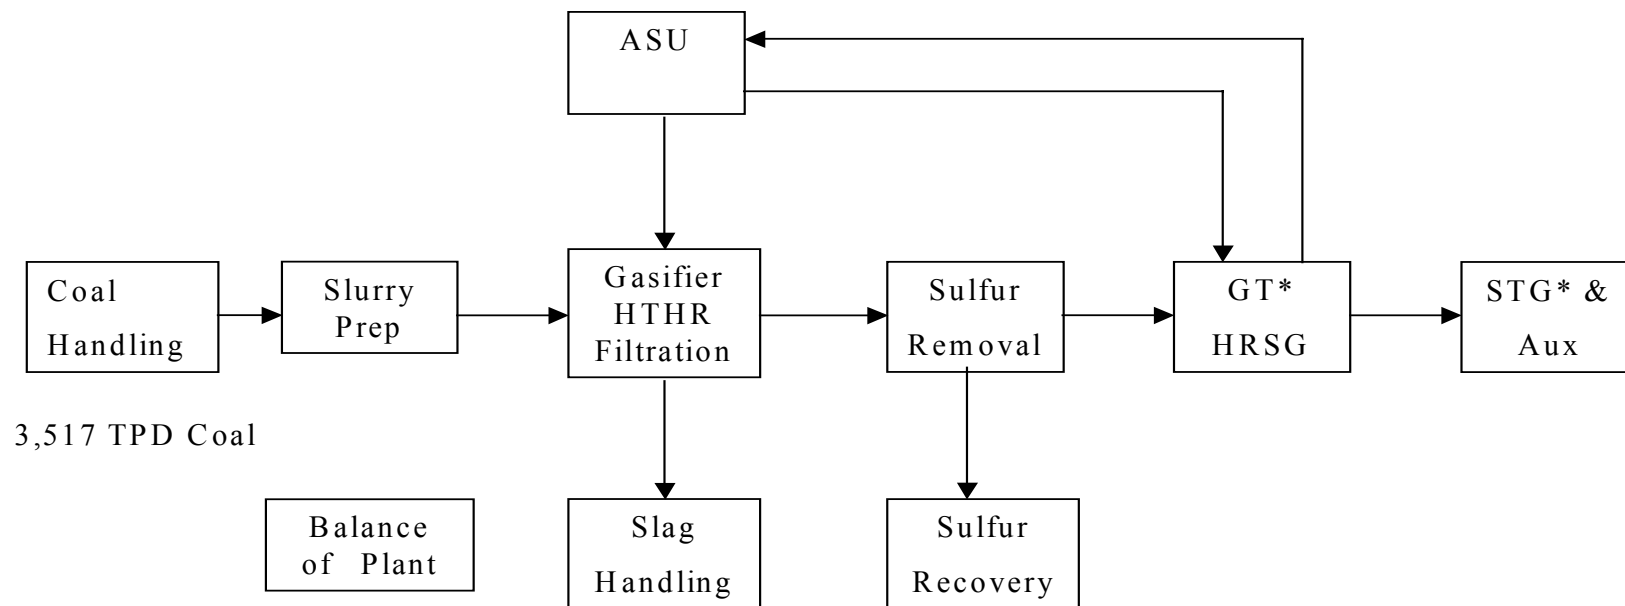 ASU
Coal
Handling
Slurry
Prep
Gasifier
HTHR
Filtration
Sulfur
Removal
GT*
HRSG
STG* &
Aux
3,517 TPD Coal
Balance
of Plant
Slag
Handling
Sulfur
Recovery